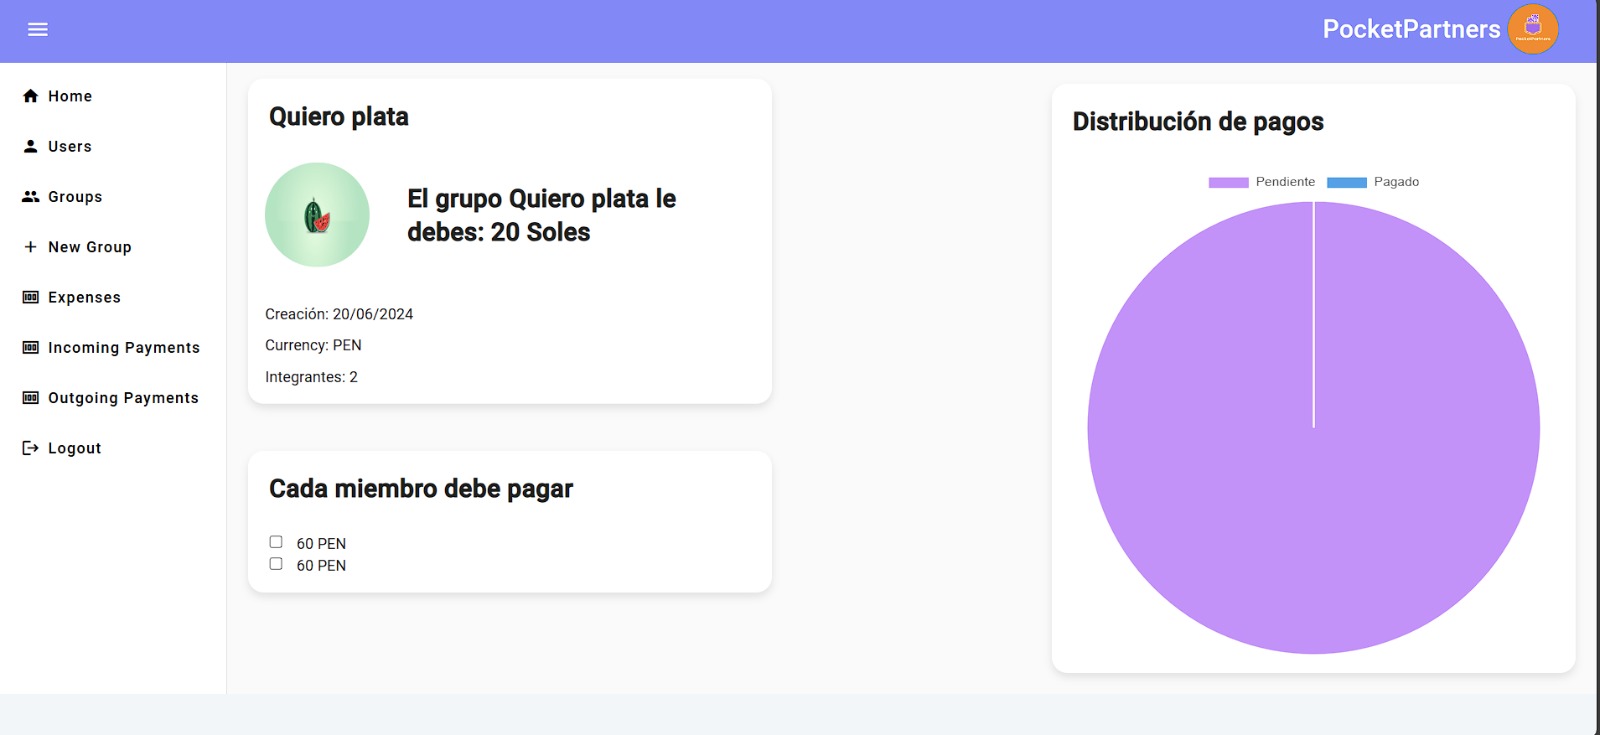 PocketPartners
Home
Users
Groups
New Group
Expenses
Incoming Payments
Outgoing Payments
Logout
Quiero plata
El grupo Quiero plata le
debes: 20 Soles
Creación: 20/06/2024
Currency: PEN
Integrantes: 2
Cada miembro debe pagar
60 PEN
60 PEN
Distribución de pagos
Pendiente
Pagado